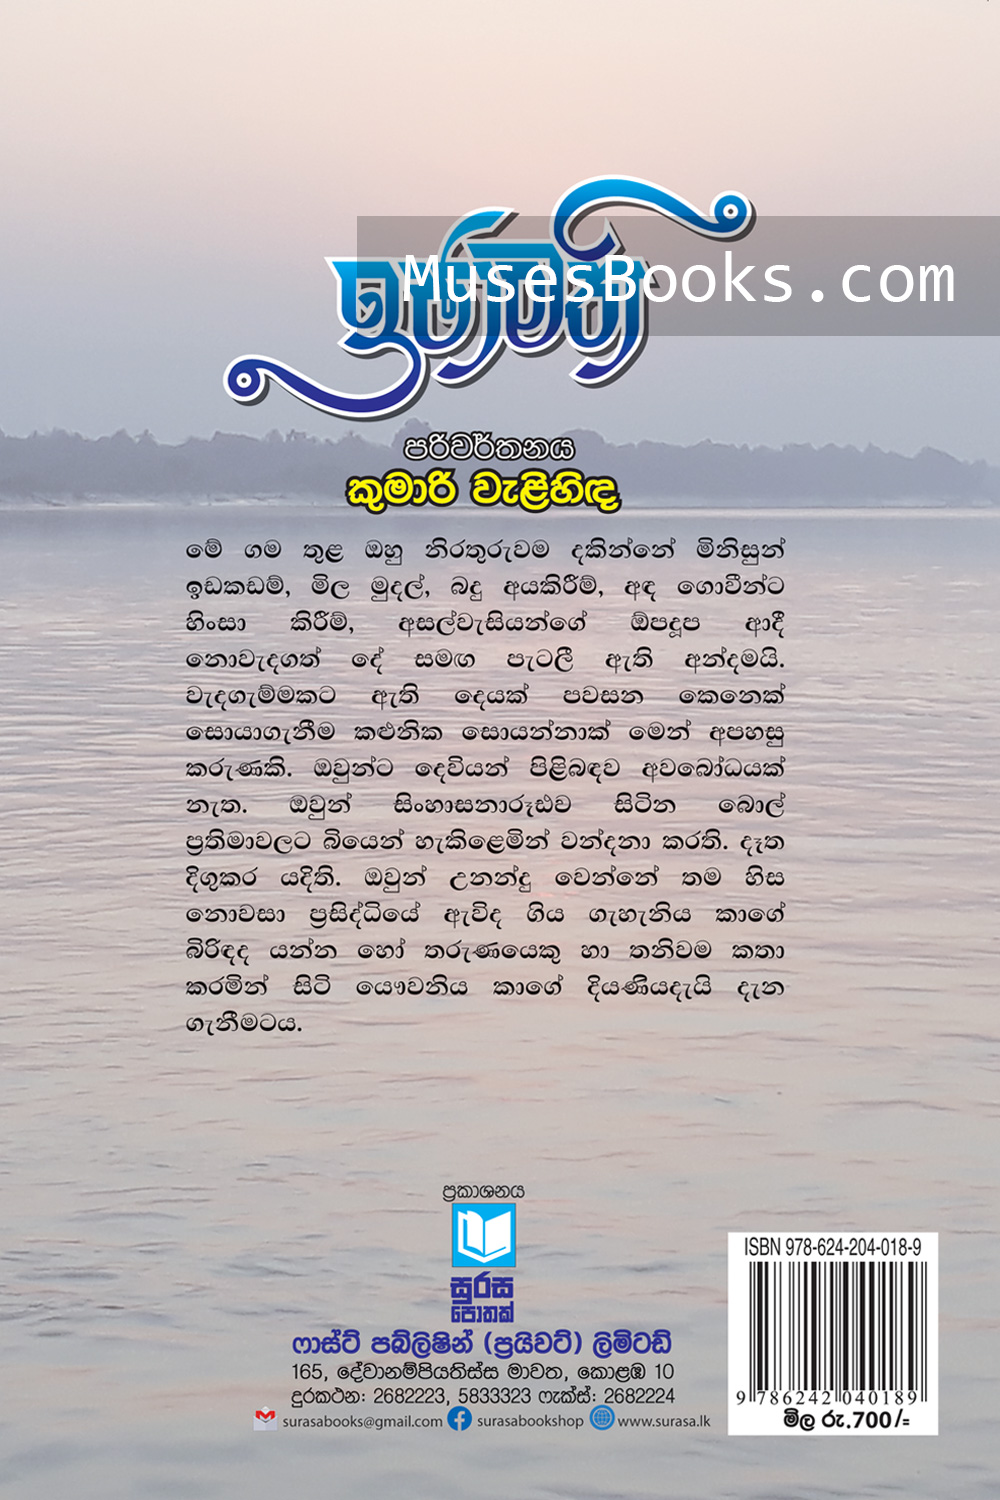 ඉජාමති
MusesBooks.com
පරිවර්තනය
කුමාරි වැළිහිඳ
මේ ගම තුළ ඔහු නිරතුරුවම දකින්නේ මිනිසුන්
ඉඩකඩම්, මිල මුදල්, බදු අයකිරීම්, අඳ ගොවීන්ට
හිංසා කිරීම්, අසල්වැසියන්ගේ ඕපදූප ආදී
නොවැදගත් දේ සමඟ පැටලී ඇති අන්දමයි.
වැදගැම්මකට ඇති දෙයක් පවසන කෙනෙක්
සොයාගැනීම කළුනික සොයන්නාක් මෙන් අපහසු
කරුණකි. ඔවුන්ට දෙවියන් පිළිබඳව අවබෝධයක්
නැත. ඔවුන් සිංහාසනාරූඪව සිටින බොල්
ප්‍රතිමාවලට බියෙන් හැකිළෙමින් වන්දනා කරති. දෑත
දිගුකර යදිති. ඔවුන් උනන්දු වෙන්නේ තම හිස
නොවසා ප්‍රසිද්ධියේ ඇවිද ගිය ගැහැනිය කාගේ
බිරිඳද යන්න හෝ තරුණයෙකු හා තනිවම කතා
කරමින් සිටි යෞවනිය කාගේ දියණියදැයි දැන
ගැනීමටය.
ප්‍රකාශනය
සුරස
පොතක්
ෆාස්ට් පබ්ලිෂින් (ප්‍රයිවට්) ලිමිටඩ්
165, දේවානම්පියතිස්ස මාවත, කොළඹ 10
දුරකථන: 2682223, 5833323 ෆැක්ස්: 2682224
surasabooks@gmail.com surasabookshop www.surasa.lk
ISBN 978-624-204-018-9
9 786242 040189
මිල රු.700/=